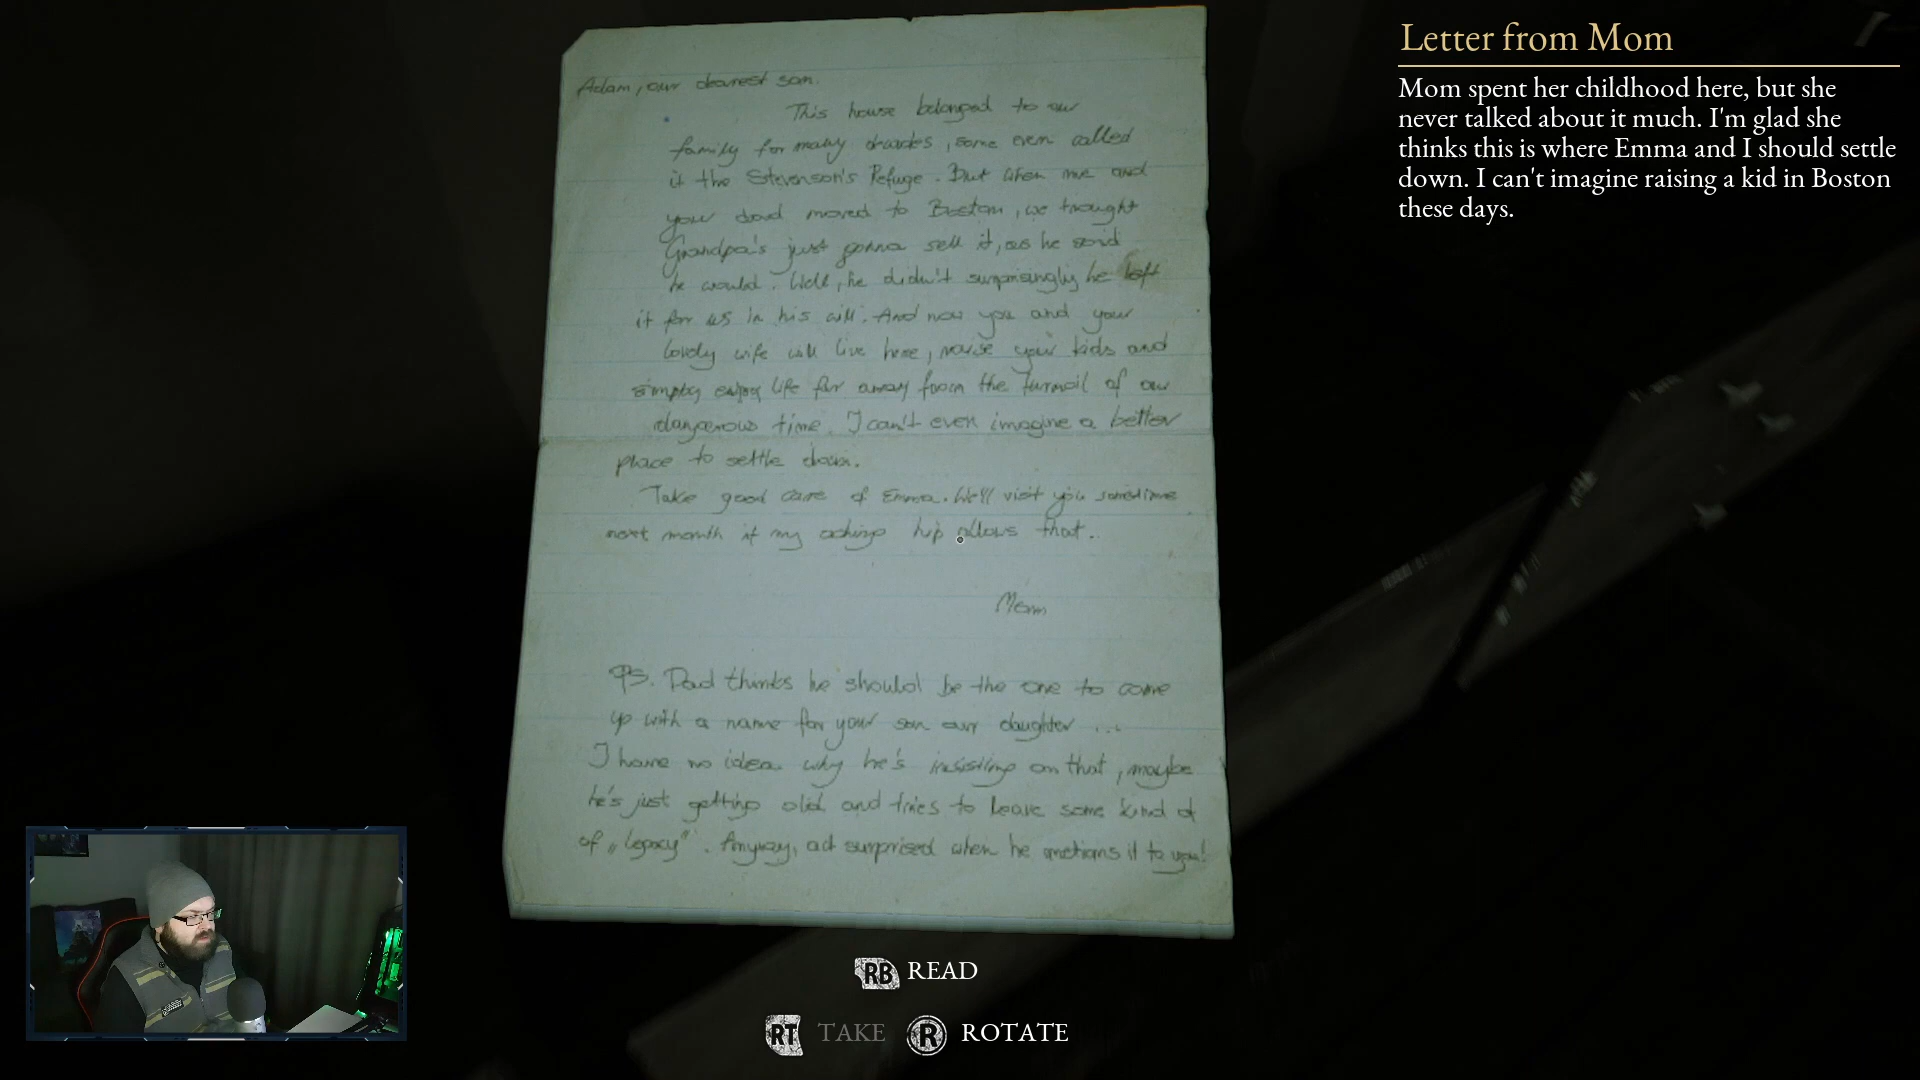 Adam, our dearest son.
This house belonged to our
family for many decades, some even called
it the Stevenson's Refuge. But when me and
your dad moved to Boston, we thought
Grandpa's just gonna sell it, as he said
he would. Well, he didn't surprisingly he left
it for us in his will. And now you and your
lovely wife will live here, raise your kids and
simply enjoy life far away from the turmoil of our
dangerous time. I can't even imagine a better
place to settle down.
Take good care of Emma. We'll visit you sometime
next month if my aching hip allows that.
Mom
PS. Dad thinks he should be the one to come
up with a name for your son our daughter ...
I have no idea why he's insisting on that, maybe
he's just getting old and tries to leave some kind of
of „legacy". Anyway, act surprised when he metions it to you!
Letter from Mom
Mom spent her childhood here, but she
never talked about it much. I'm glad she
thinks this is where Emma and I should settle
down. I can't imagine raising a kid in Boston
these days.
RB READ
RT TAKE R ROTATE